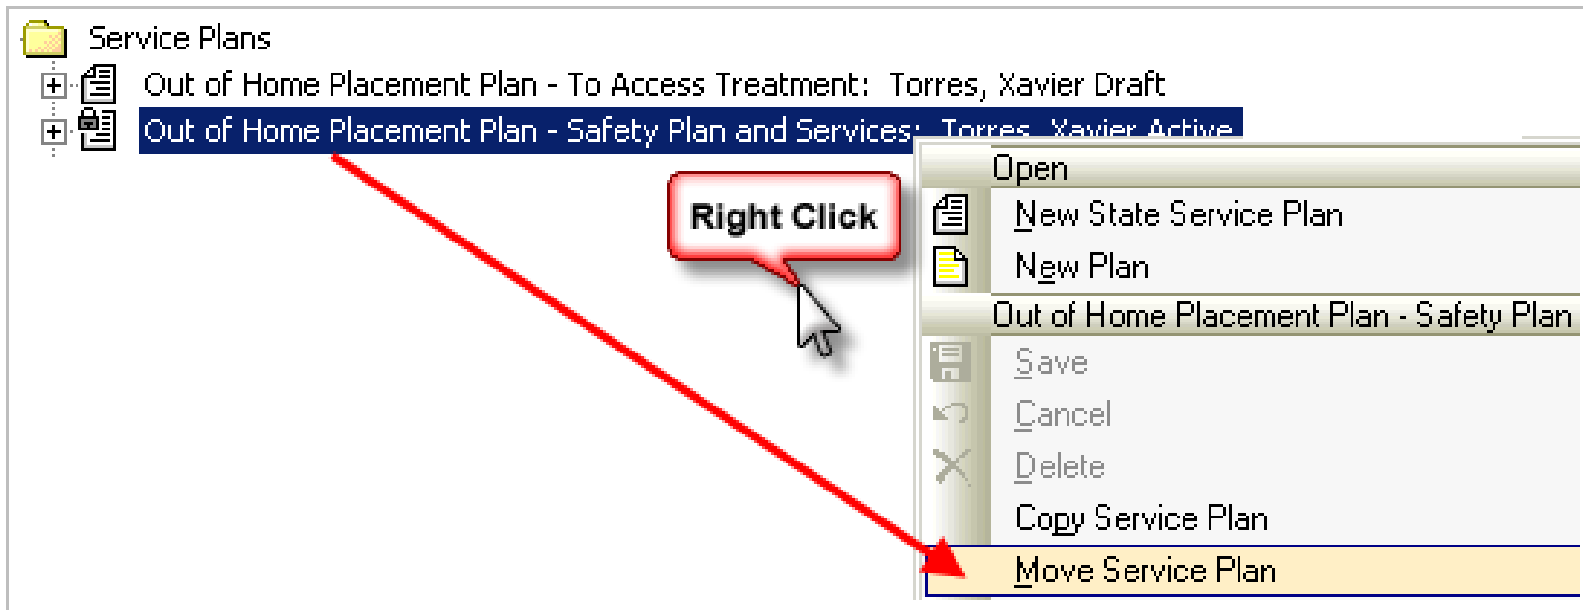 Service Plans
Out of Home Placement Plan - To Access Treatment: Torres, Xavier Draft
Out of Home Placement Plan - Safety Plan and Services: Torres, Xavier Active
Open
Right Click
New State Service Plan
New Plan
Out of Home Placement Plan - Safety Plan
Save
Cancel
Delete
Copy Service Plan
Move Service Plan